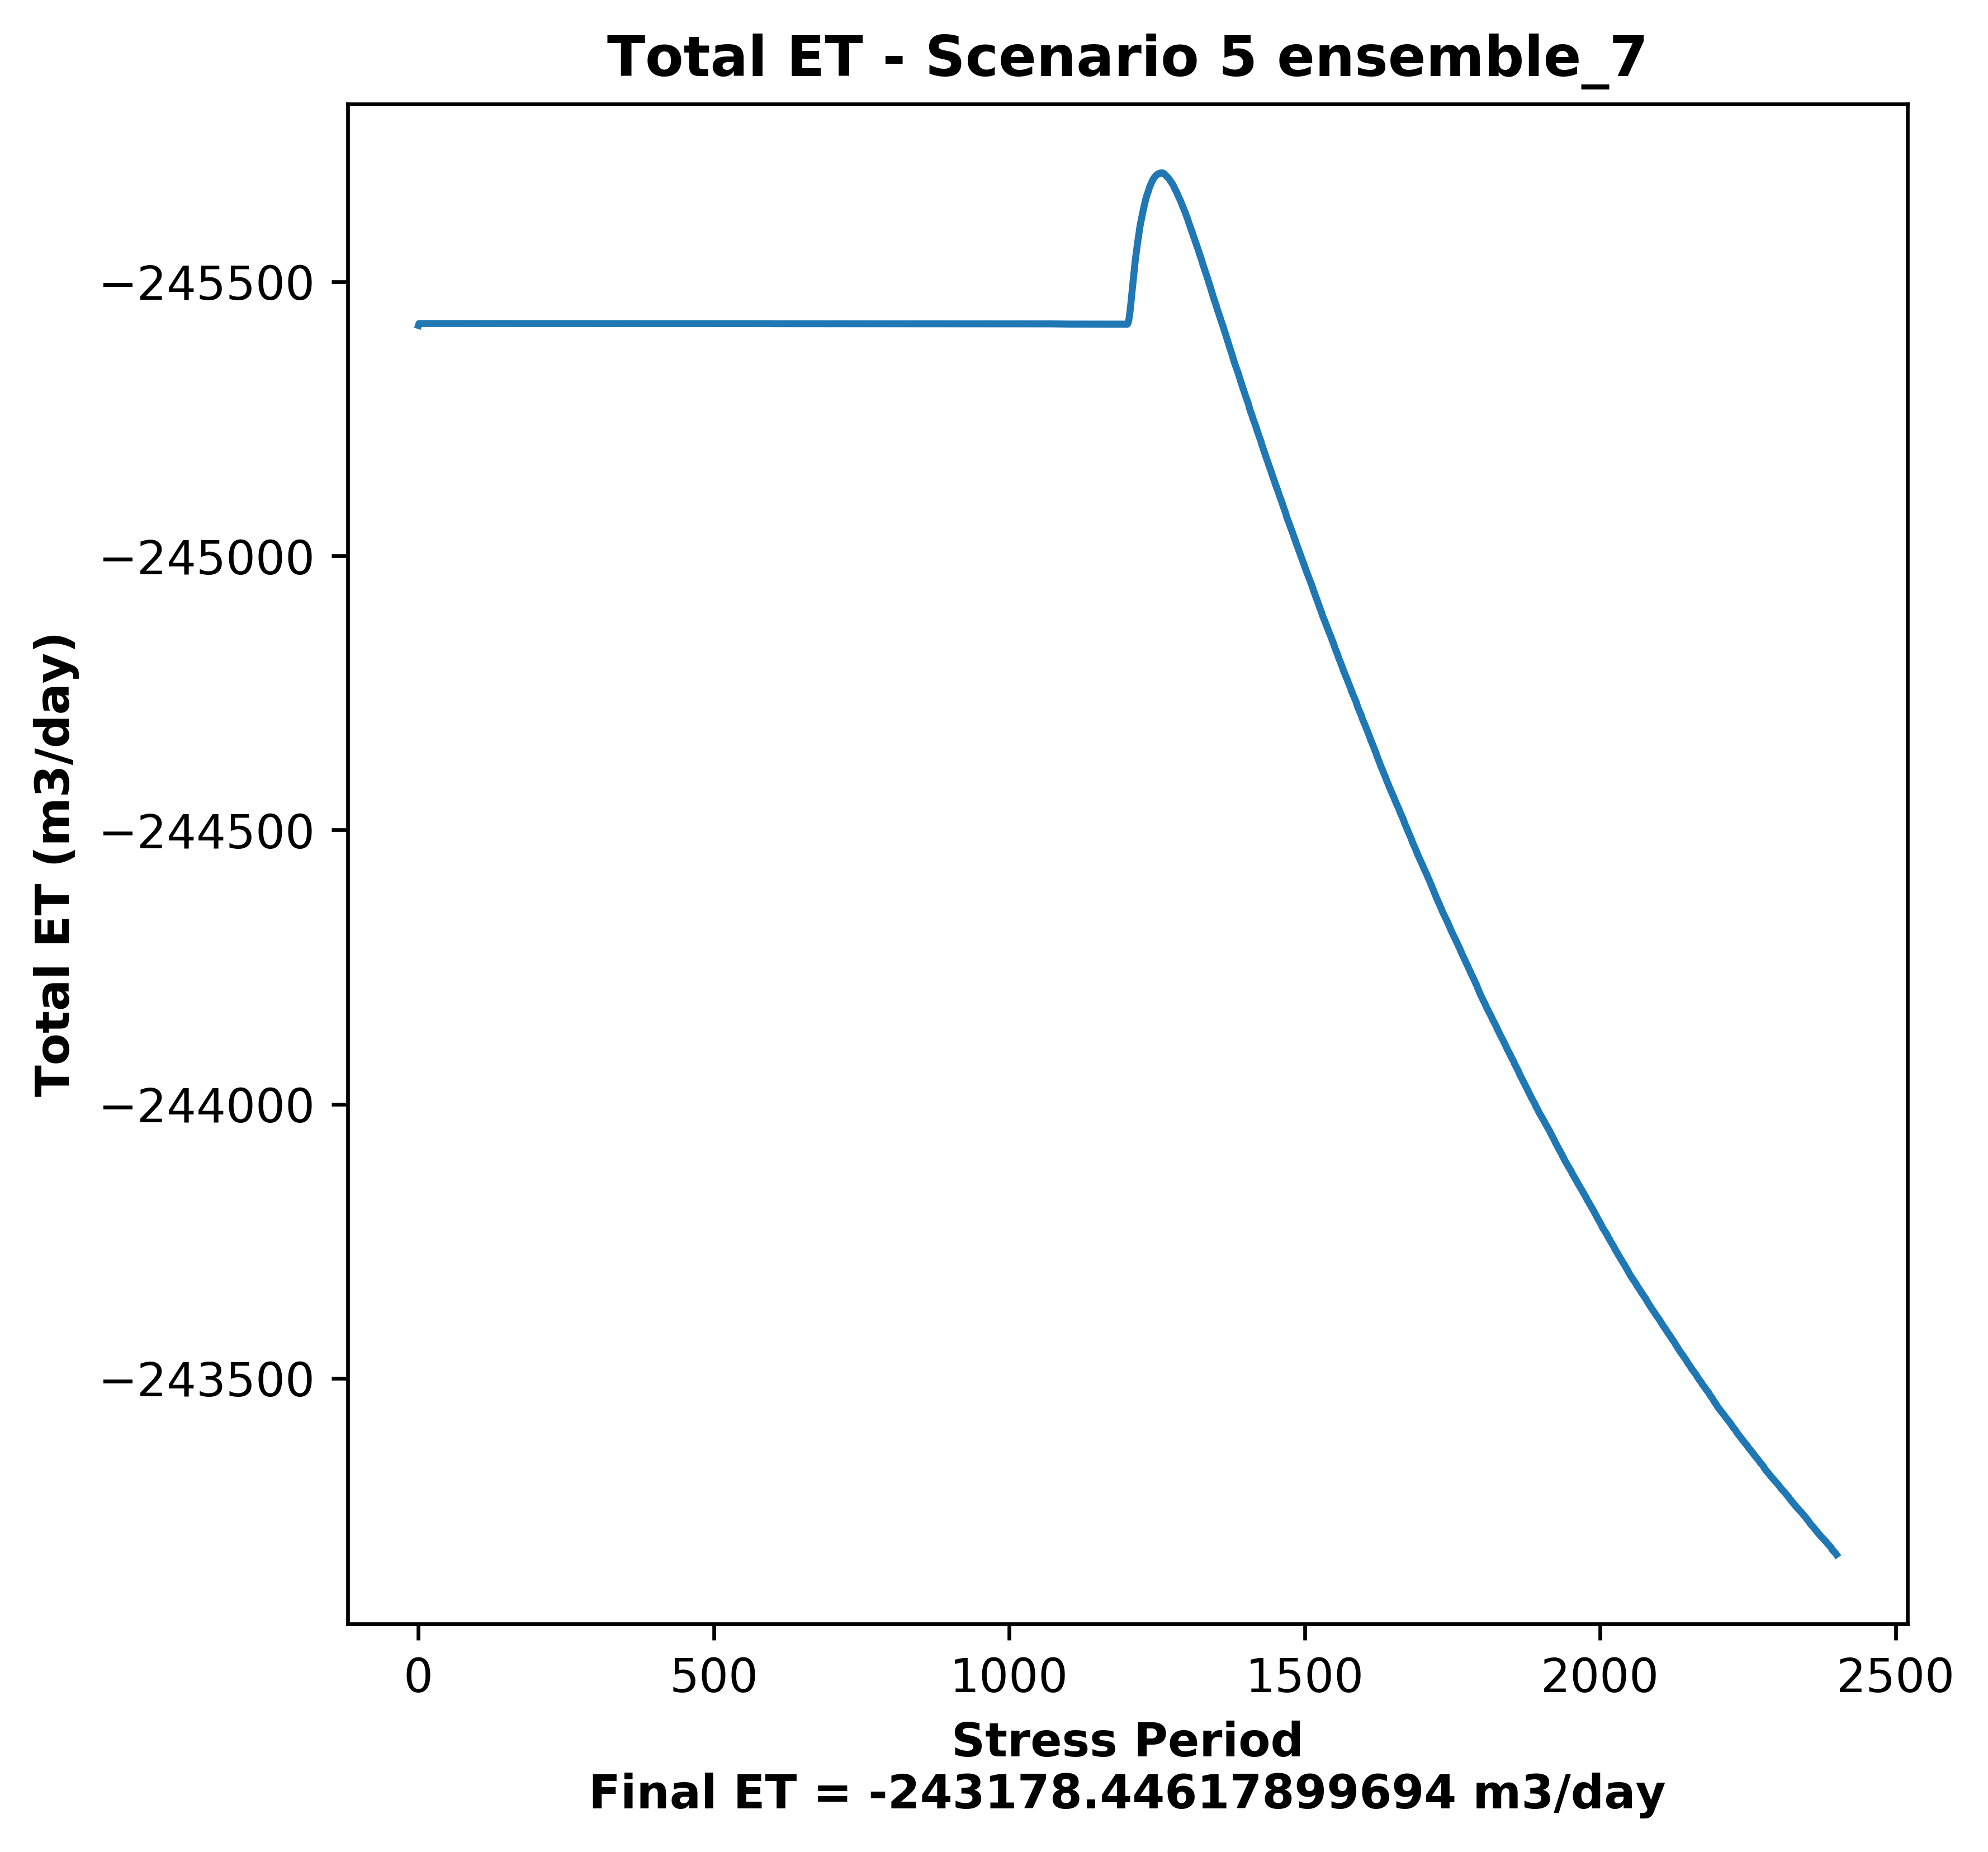 Total ET - Scenario 5 ensemble_7
Total ET (m3/day)
−245500
−245000
−244500
−244000
−243500
0 500 1000 1500 2000 2500
Stress Period
Final ET = -243178.44617899694 m3/day